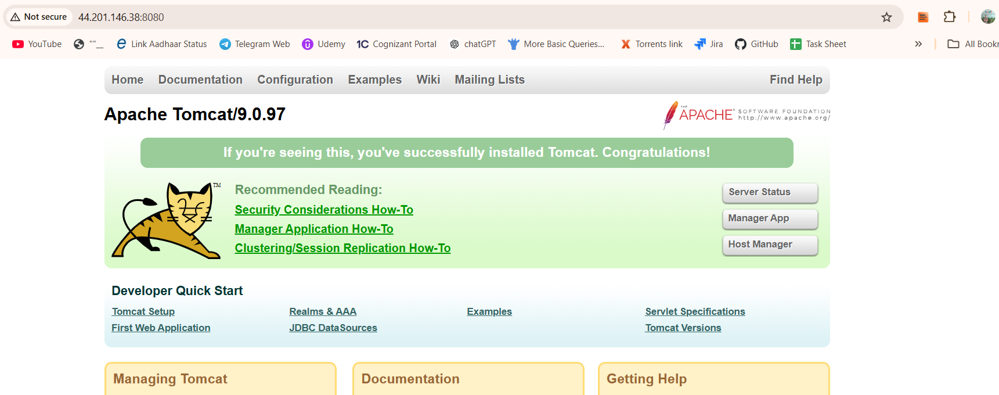 Not secure 44.201.146.38:8080
YouTube ""__ Link Aadhaar Status Telegram Web Udemy 1C Cognizant Portal chatGPT More Basic Queries... Torrents link Jira GitHub Task Sheet » All Bookr
Home Documentation Configuration Examples Wiki Mailing Lists Find Help
Apache Tomcat/9.0.97
THE APACHE SOFTWARE FOUNDATION
http://www.apache.org/
If you're seeing this, you've successfully installed Tomcat. Congratulations!
TM
Recommended Reading:
Security Considerations How-To
Manager Application How-To
Clustering/Session Replication How-To
Server Status
Manager App
Host Manager
Developer Quick Start
Tomcat Setup Realms & AAA Examples Servlet Specifications
First Web Application JDBC DataSources Tomcat Versions
Managing Tomcat Documentation Getting Help